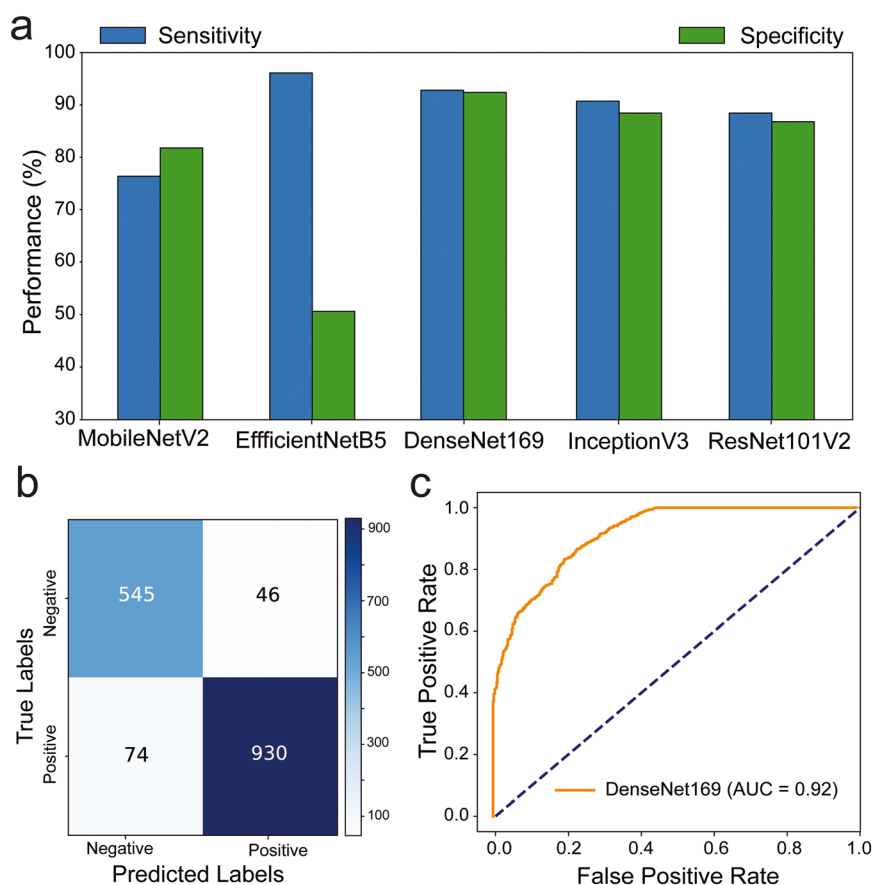 a
Sensitivity
Specificity
Performance (%)
100
90
80
70
60
50
40
30
MobileNetV2
EffficientNetB5
DenseNet169
InceptionV3
ResNet101V2
b
True Labels
Negative
Positive
545
46
74
930
Negative
Positive
Predicted Labels
900
700
500
300
100
c
True Positive Rate
1.0
0.8
0.6
0.4
0.2
0.0
DenseNet169 (AUC = 0.92)
0.0
0.2
0.4
0.6
0.8
1.0
False Positive Rate